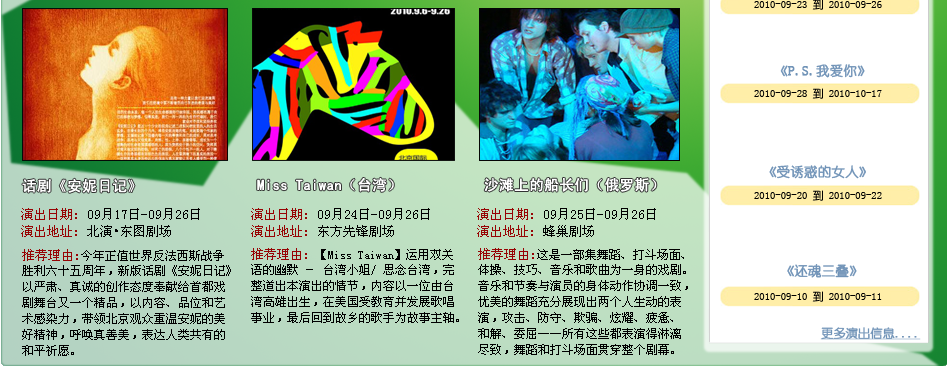 2010.9.6-9.26
北京国际
话剧《安妮日记》
演出日期：09月17日-09月26日
演出地址：北演·东图剧场
推荐理由:今年正值世界反法西斯战争
胜利六十五周年，新版话剧《安妮日记》
以严肃、真诚的创作态度奉献给首都戏
剧舞台又一个精品，以内容、品位和艺
术感染力，带领北京观众重温安妮的美
好精神，呼唤真善美，表达人类共有的
和平祈愿。
Miss Taiwan（台湾）
演出日期：09月24日-09月26日
演出地址：东方先锋剧场
推荐理由：【Miss Taiwan】运用双关
语的幽默 － 台湾小姐/ 思念台湾，完
整道出本演出的情节，内容以一位由台
湾高雄出生，在美国受教育并发展歌唱
事业，最后回到故乡的歌手为故事主轴。
沙滩上的船长们（俄罗斯）
演出日期：09月25日-09月26日
演出地址：蜂巢剧场
推荐理由:这是一部集舞蹈、打斗场面、
体操、技巧、音乐和歌曲为一身的戏剧。
音乐和节奏与演员的身体动作协调一致，
优美的舞蹈充分展现出两个人生动的表
演，攻击、防守、欺骗、炫耀、疲惫、
和解、委屈——所有这些都表演得淋漓
尽致，舞蹈和打斗场面贯穿整个剧幕。
2010-09-23 到 2010-09-26
《P.S.我爱你》
2010-09-28 到 2010-10-17
《受诱惑的女人》
2010-09-20 到 2010-09-22
《还魂三叠》
2010-09-10 到 2010-09-11
更多演出信息....